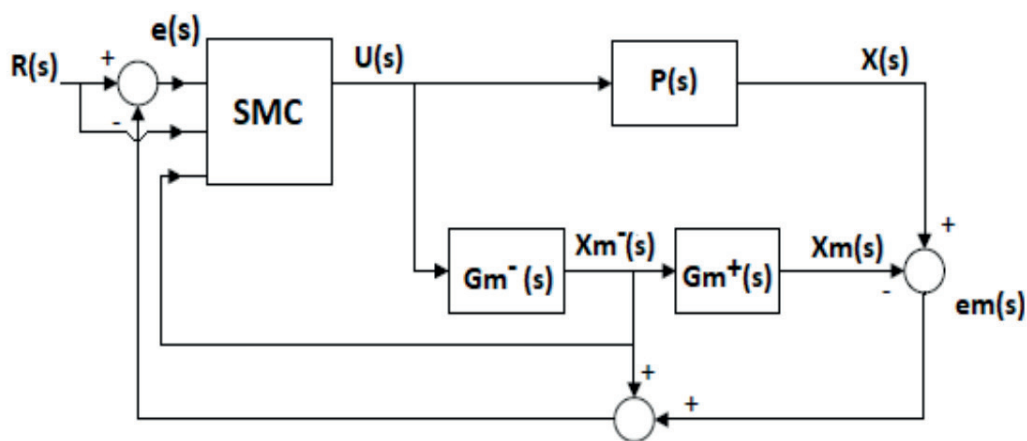 e(s)
R(s)
+
-
SMC
U(s)
P(s)
X(s)
+
Gm⁻ (s)
Xm⁻(s)
Gm⁺(s)
Xm(s)
-
em(s)
+
+